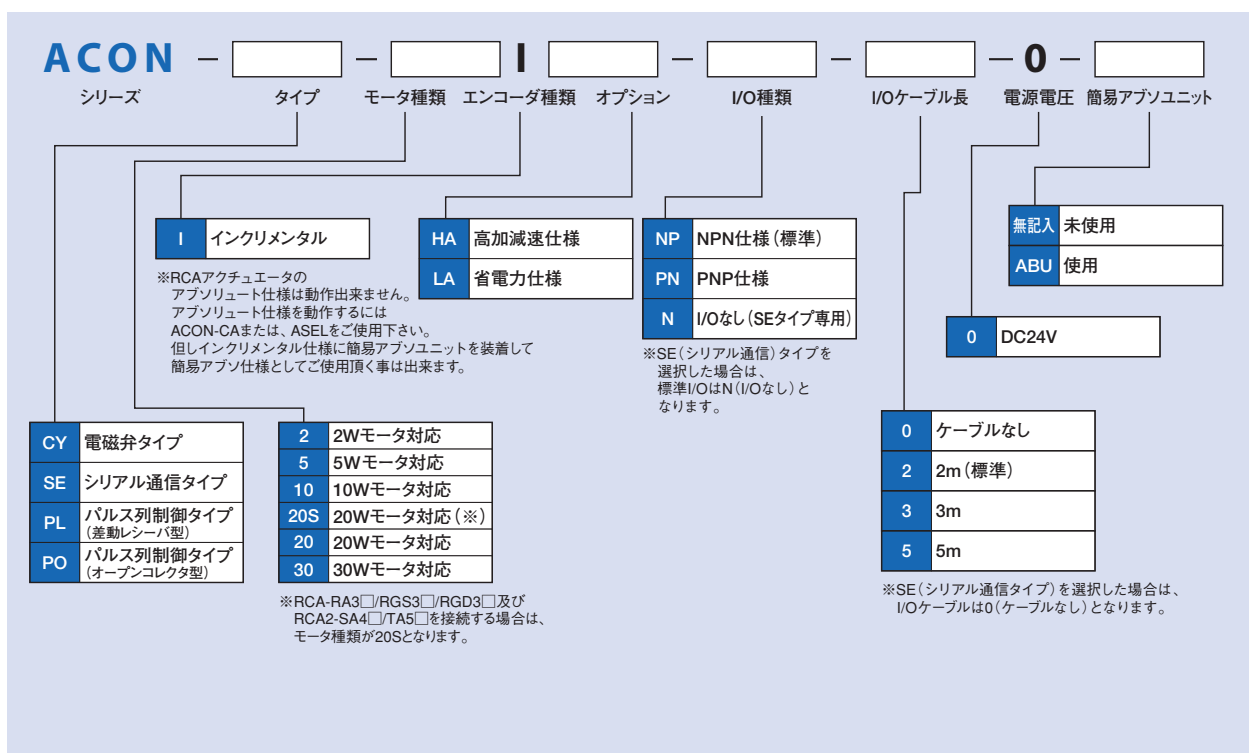 ACON − − I − − − 0 −
シリーズ タイプ モータ種類 エンコーダ種類 オプション I/O種類 I/Oケーブル長 電源電圧 簡易アブソユニット
I インクリメンタル
※RCAアクチュエータの
アブソリュート仕様は動作出来ません。
アブソリュート仕様を動作するには
ACON-CAまたは、ASELをご使用下さい。
但しインクリメンタル仕様に簡易アブソユニットを装着して
簡易アブソ仕様としてご使用頂く事は出来ます。
HA 高加減速仕様
LA 省電力仕様
NP NPN仕様(標準)
PN PNP仕様
N I/Oなし(SEタイプ専用)
※SE(シリアル通信)タイプを
選択した場合は、
標準I/OはN(I/Oなし)と
なります。
無記入 未使用
ABU 使用
0 DC24V
CY 電磁弁タイプ
SE シリアル通信タイプ
PL パルス列制御タイプ
(差動レシーバ型)
PO パルス列制御タイプ
(オープンコレクタ型)
2 2Wモータ対応
5 5Wモータ対応
10 10Wモータ対応
20S 20Wモータ対応(※)
20 20Wモータ対応
30 30Wモータ対応
※RCA-RA3□/RGS3□/RGD3□及び
RCA2-SA4□/TA5□を接続する場合は、
モータ種類が20Sとなります。
0 ケーブルなし
2 2m(標準)
3 3m
5 5m
※SE(シリアル通信タイプ)を選択した場合は、
I/Oケーブルは0(ケーブルなし)となります。